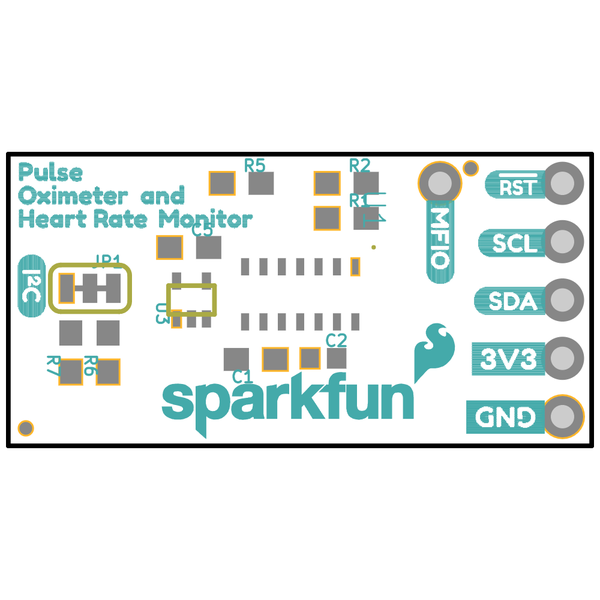 Pulse
Oximeter and
Heart Rate Monitor
R5
R2
R1
U4
C5
MFIO
RST
SCL
SDA
3V3
GND
I²C
JP1
U3
R7
R6
C1
C2
sparkfun